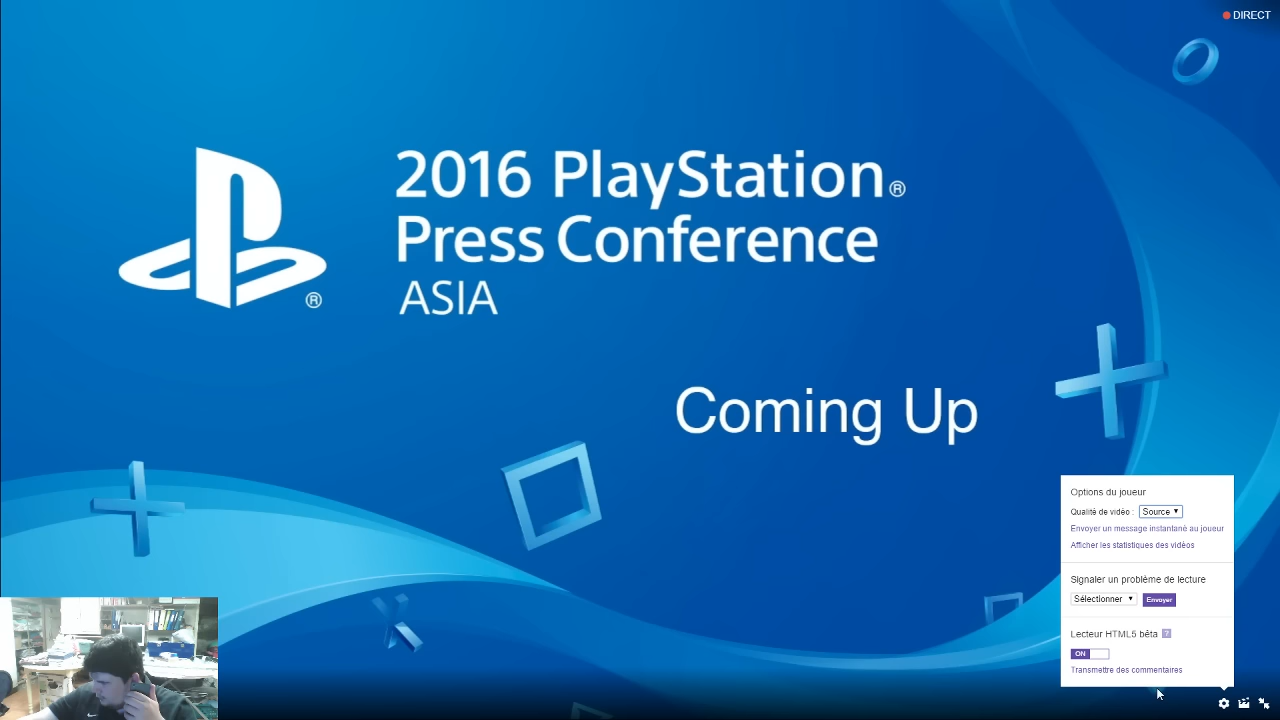 DIRECT
2016 PlayStation®
Press Conference
ASIA
®
Coming Up
Options du joueur
Qualité de vidéo : Source ▼
Envoyer un message instantané au joueur
Afficher les statistiques des vidéos
Signaler un problème de lecture
Sélectionner ▼ Envoyer
Lecteur HTML5 bêta ?
ON
Transmettre des commentaires